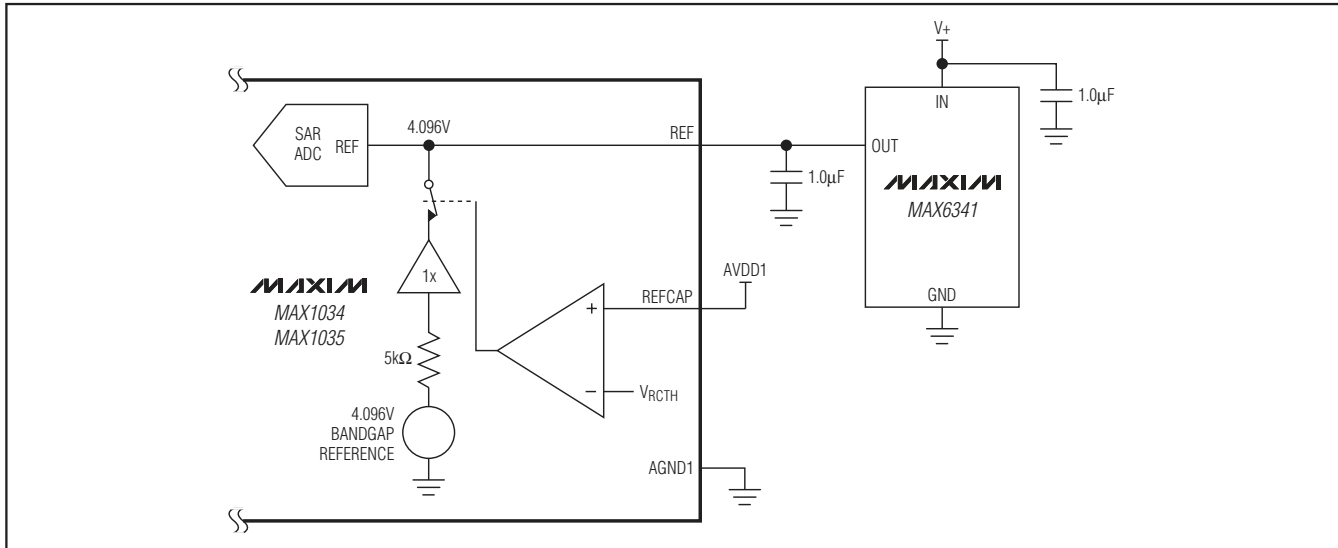 V+
IN
1.0µF
SAR
ADC
REF
4.096V
REF
OUT
1.0µF
MAXIM
MAX6341
GND
AVDD1
REFCAP
1x
+
−
VRCTH
MAXIM
MAX1034
MAX1035
5kΩ
4.096V
BANDGAP
REFERENCE
AGND1